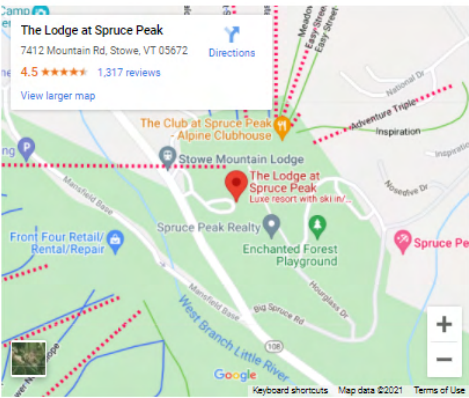 Camp
The Lodge at Spruce Peak
7412 Mountain Rd, Stowe, VT 05672
Directions
4.5
1,317 reviews
View larger map
Meadow
Easy Street
Easy Street
National Dr
Adventure Triple
Inspiration
Inspiratio
The Club at Spruce Peak
- Alpine Clubhouse
ng
P
Stowe Mountain Lodge
The Lodge at
Spruce Peak
Luxe resort with ski in/...
Nosedive Dr
Mansfield Base
Spruce Peak Realty
Front Four Retail/
Rental/Repair
Enchanted Forest
Playground
Spruce Pe
Hourglass Dr
Mansfield Base
Big Spruce Rd
West Branch Little River
108
+
−
Google
Keyboard shortcuts
Map data ©2021
Terms of Use